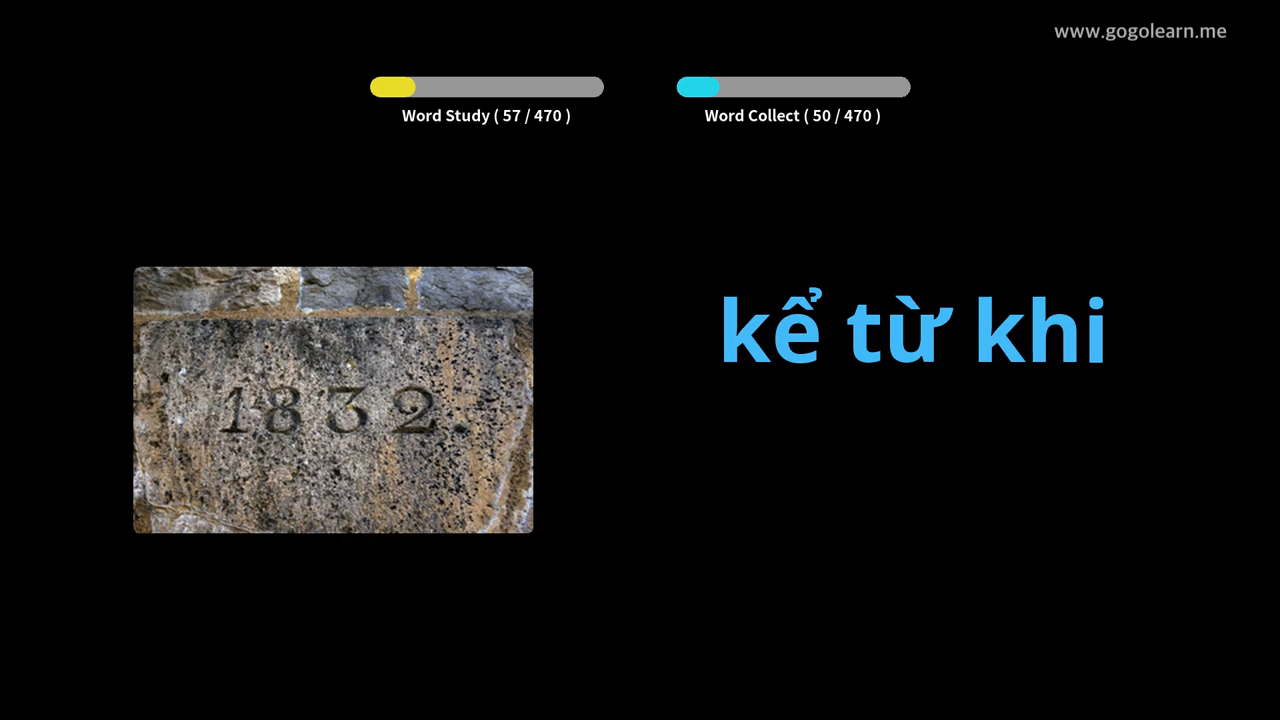 www.gogolearn.me
Word Study ( 57 / 470 )
Word Collect ( 50 / 470 )
kể từ khi
1832.